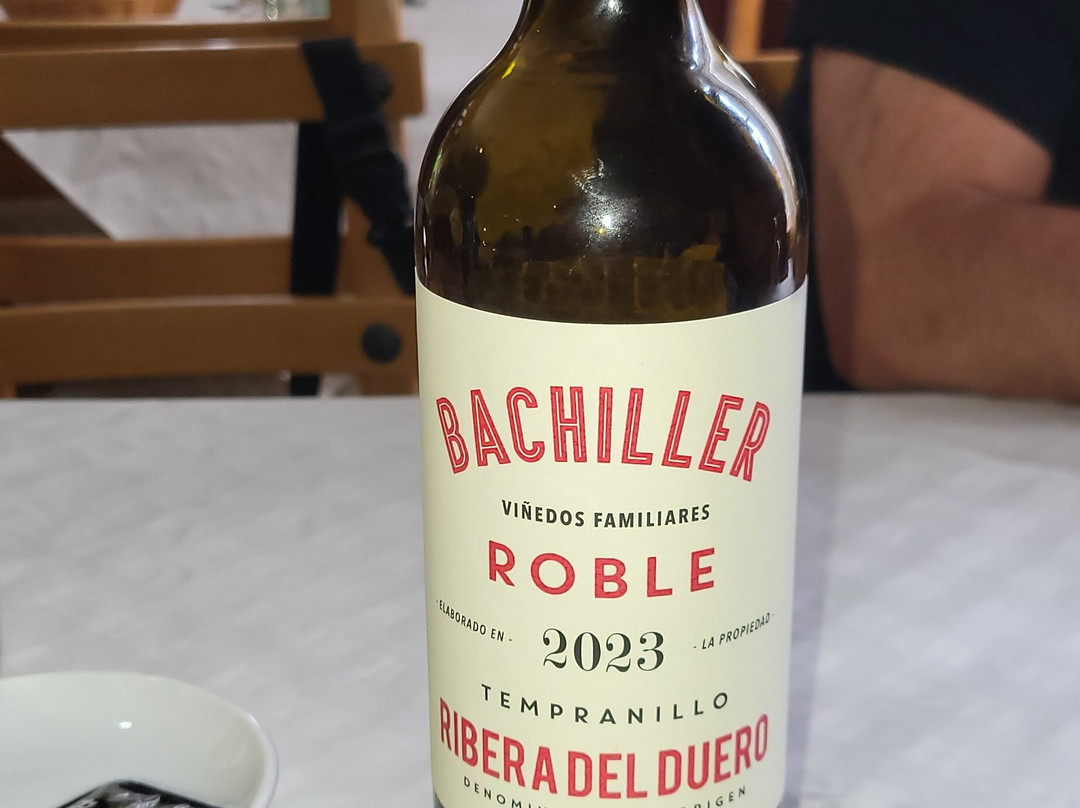 BACHILLER
VIÑEDOS FAMILIARES
ROBLE
- ELABORADO EN - 2023 - LA PROPIEDAD -
TEMPRANILLO
RIBERA DEL DUERO